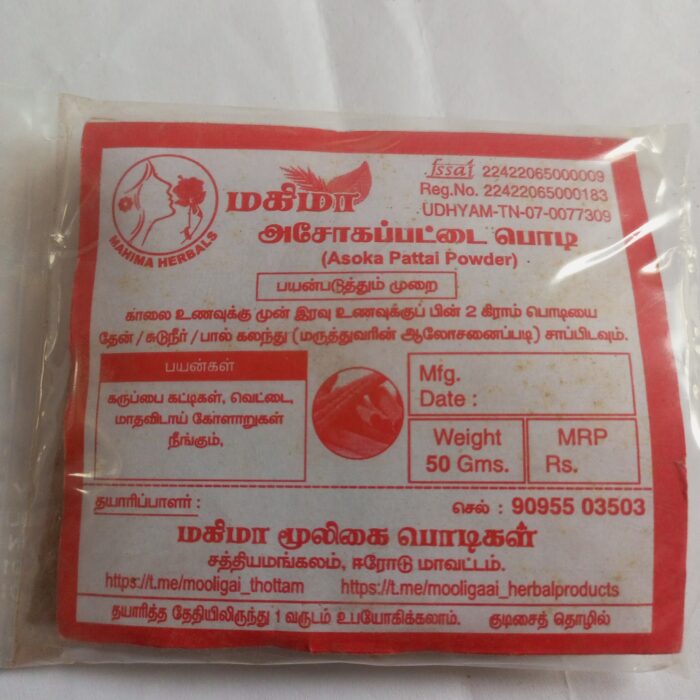 MAHIMA HERBALS
மகிமா
fssai 22422065000009
Reg.No. 22422065000183
UDHYAM-TN-07-0077309
அசோகப்பட்டை பொடி
(Asoka Pattai Powder)
பயன்படுத்தும் முறை
காலை உணவுக்கு முன் இரவு உணவுக்குப் பின் 2 கிராம் பொடியை
தேன் / சுடுநீர் / பால் கலந்து (மருத்துவரின் ஆலோசனைப்படி) சாப்பிடவும்.
பயன்கள்
கருப்பை கட்டிகள், வெட்டை,
மாதவிடாய் கோளாறுகள்
நீங்கும்.
Mfg.
Date :
Weight
50 Gms.
MRP
Rs.
தயாரிப்பாளர் :
செல் : 90955 03503
மகிமா மூலிகை பொடிகள்
சத்தியமங்கலம், ஈரோடு மாவட்டம்.
https://t.me/mooligai_thottam https://t.me/mooligaai_herbalproducts
தயாரித்த தேதியிலிருந்து 1 வருடம் உபயோகிக்கலாம். குடிசைத் தொழில்